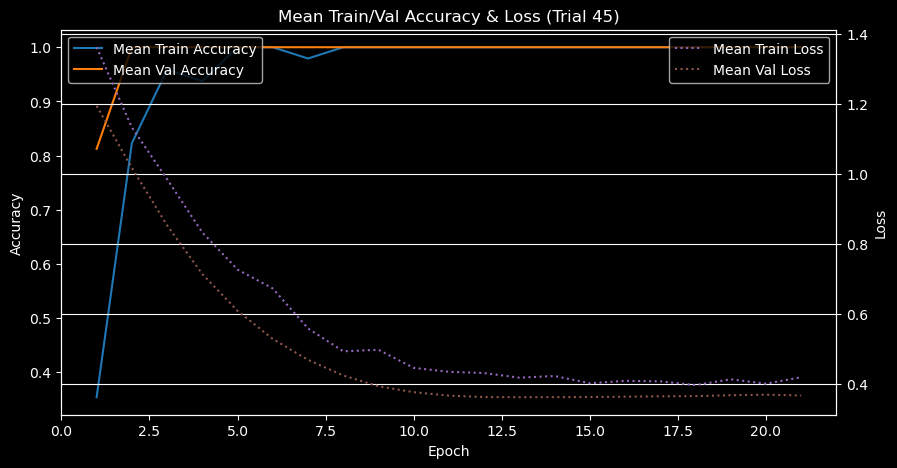 Mean Train/Val Accuracy & Loss (Trial 45)
Mean Train Accuracy
Mean Val Accuracy
Mean Train Loss
Mean Val Loss
1.0
0.9
0.8
0.7
0.6
0.5
0.4
Accuracy
1.4
1.2
1.0
0.8
0.6
0.4
Loss
0.0 2.5 5.0 7.5 10.0 12.5 15.0 17.5 20.0
Epoch